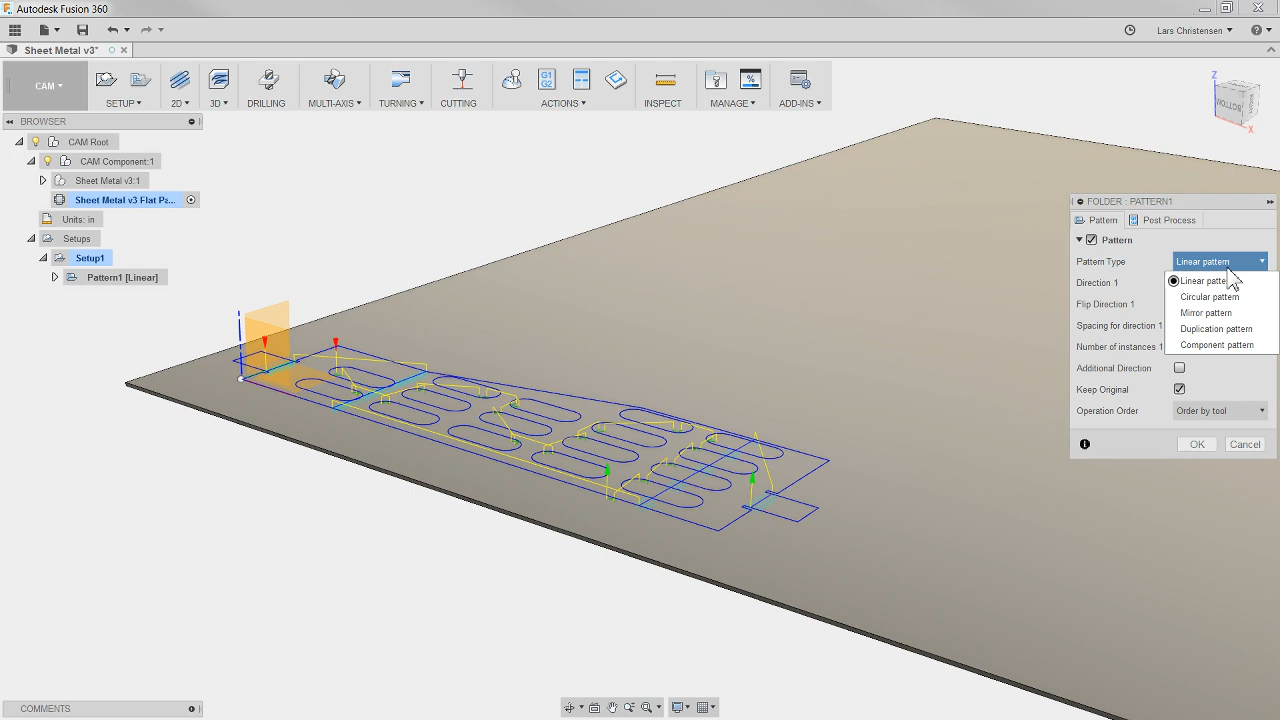 Autodesk Fusion 360
Lars Christensen
Sheet Metal v3*
CAM
SETUP
2D
3D
DRILLING
MULTI-AXIS
TURNING
CUTTING
G1
G2
ACTIONS
INSPECT
MANAGE
ADD-INS
BROWSER
CAM Root
CAM Component:1
Sheet Metal v3:1
Sheet Metal v3 Flat Pa...
Units: in
Setups
Setup1
Pattern1 [Linear]
Z
BOTTOM
X
FOLDER : PATTERN1
Pattern
Post Process
Pattern
Pattern Type
Linear pattern
Direction 1
Linear patte
Flip Direction 1
Circular pattern
Mirror pattern
Spacing for direction 1
Duplication pattern
Number of instances 1
Component pattern
Additional Direction
Keep Original
Operation Order
Order by tool
OK
Cancel
COMMENTS